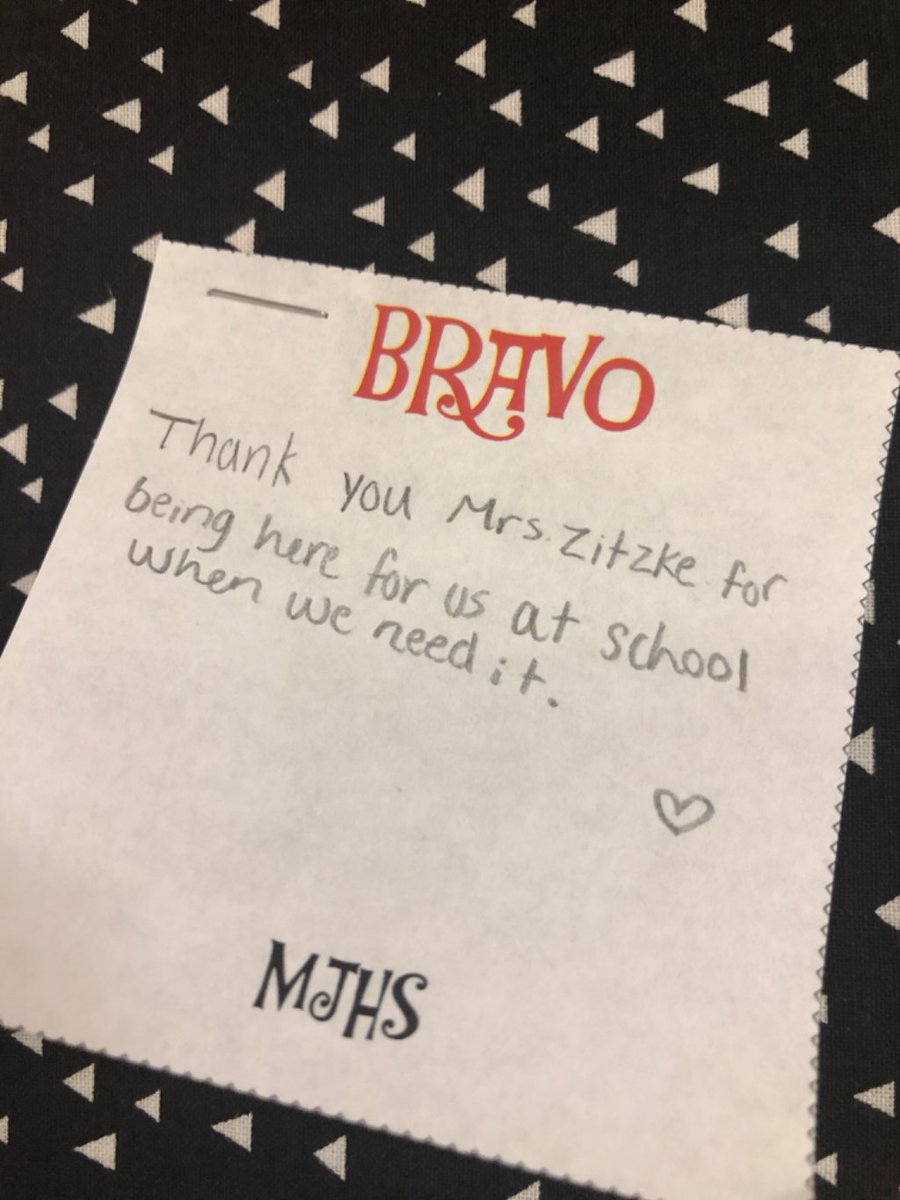 BRAVO
Thank you Mrs. Zitzke for
being here for us at school
when we need it.
MJHS